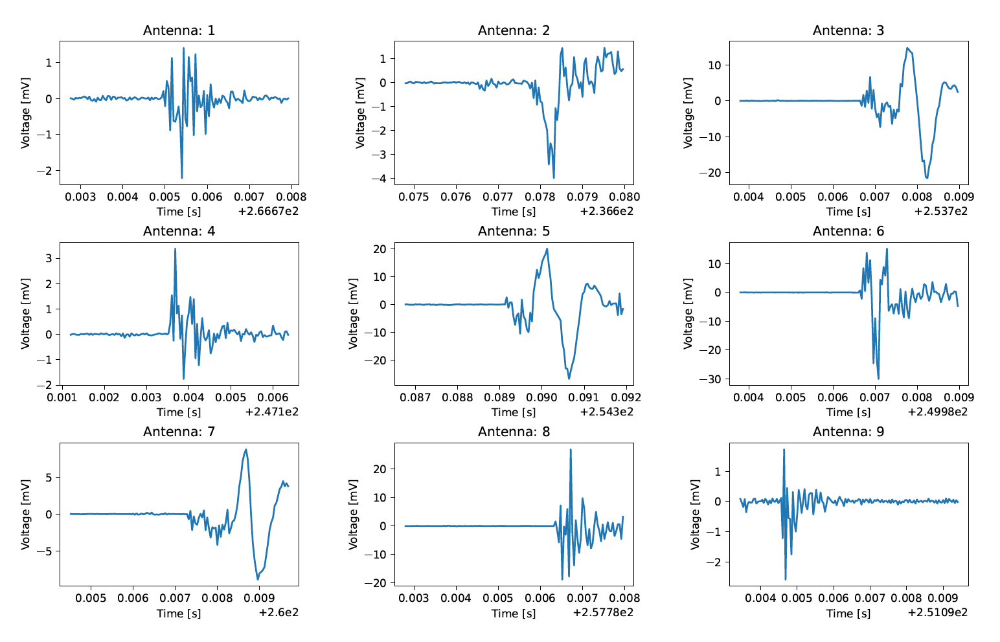 Antenna: 1
Voltage [mV]
1
0
−1
−2
0.003 0.004 0.005 0.006 0.007 0.008
Time [s]
+2.6667e2
Antenna: 2
Voltage [mV]
1
0
−1
−2
−3
−4
0.075 0.076 0.077 0.078 0.079 0.080
Time [s]
+2.366e2
Antenna: 3
Voltage [mV]
10
0
−10
−20
0.004 0.005 0.006 0.007 0.008 0.009
Time [s]
+2.537e2
Antenna: 4
Voltage [mV]
3
2
1
0
−1
−2
0.001 0.002 0.003 0.004 0.005 0.006
Time [s]
+2.471e2
Antenna: 5
Voltage [mV]
20
10
0
−10
−20
0.087 0.088 0.089 0.090 0.091 0.092
Time [s]
+2.543e2
Antenna: 6
Voltage [mV]
10
0
−10
−20
−30
0.004 0.005 0.006 0.007 0.008 0.009
Time [s]
+2.4998e2
Antenna: 7
Voltage [mV]
5
0
−5
0.005 0.006 0.007 0.008 0.009
Time [s]
+2.6e2
Antenna: 8
Voltage [mV]
20
10
0
−10
−20
0.003 0.004 0.005 0.006 0.007 0.008
Time [s]
+2.5778e2
Antenna: 9
Voltage [mV]
1
0
−1
−2
0.004 0.005 0.006 0.007 0.008 0.009
Time [s]
+2.5109e2